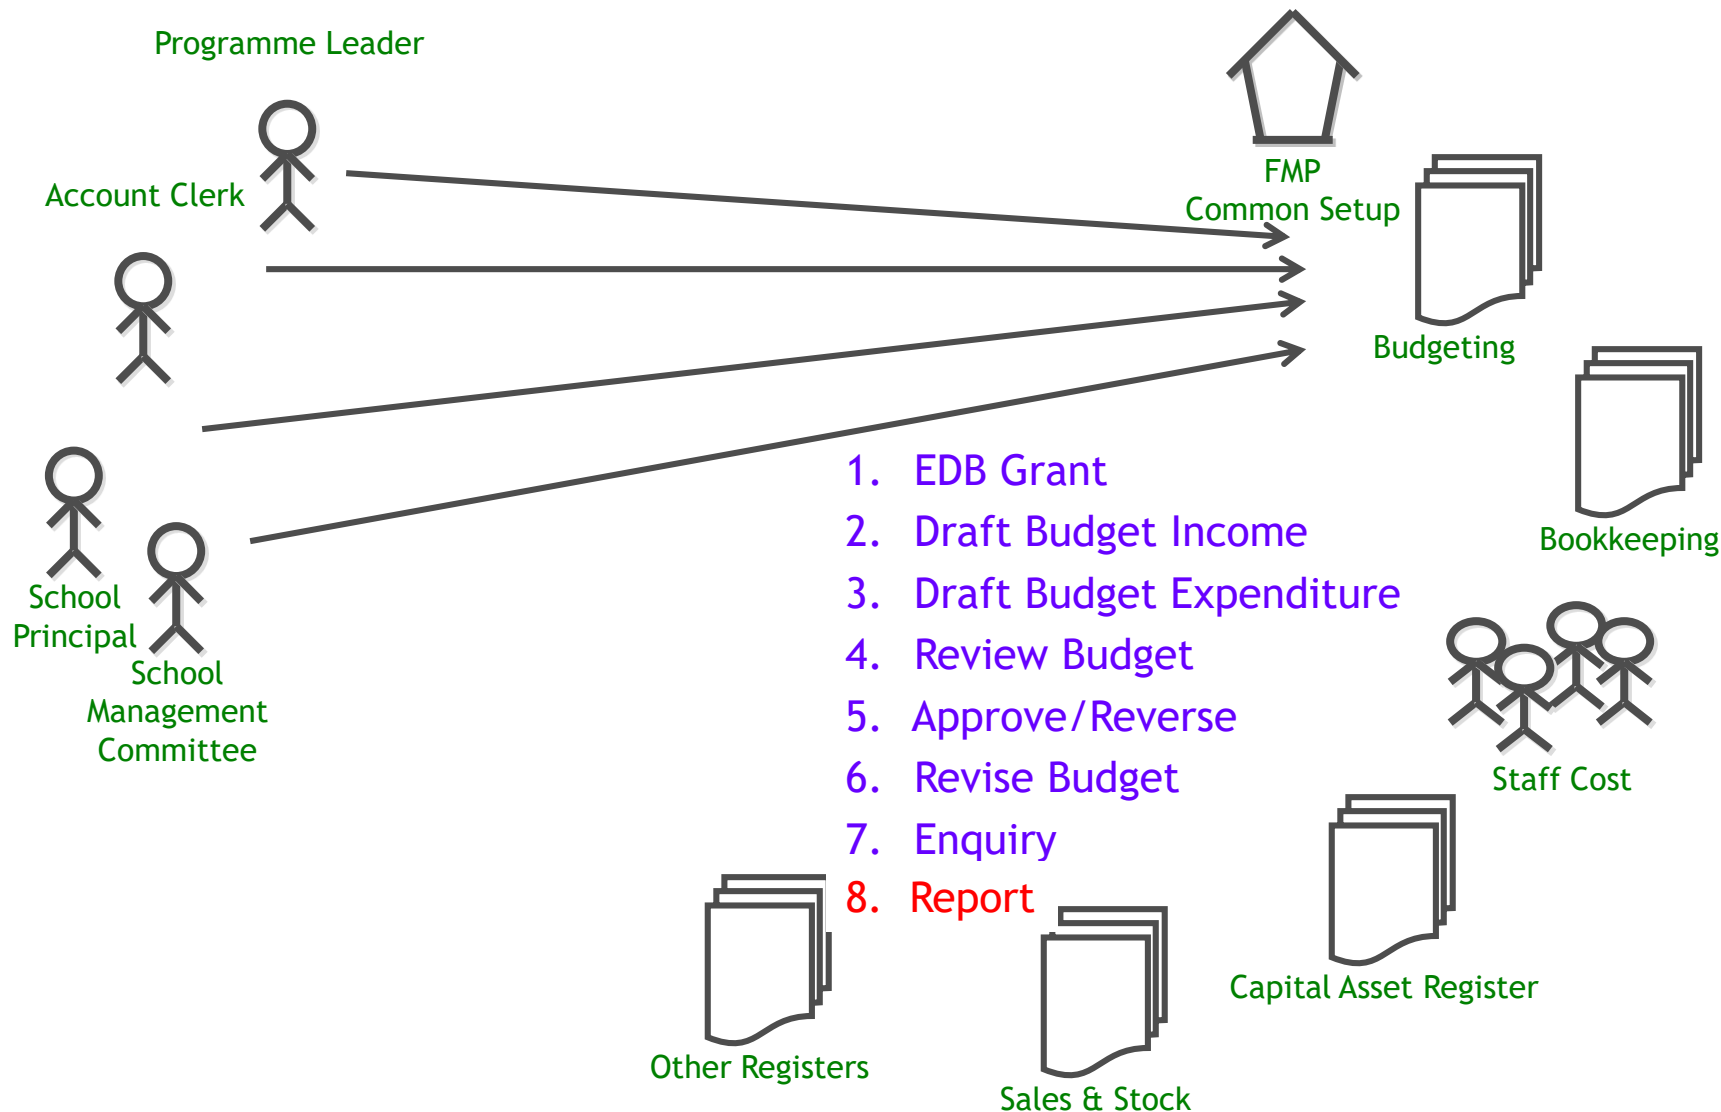 Programme Leader
Account Clerk
School
Principal
School
Management
Committee
FMP
Common Setup
Budgeting
Bookkeeping
1. EDB Grant
2. Draft Budget Income
3. Draft Budget Expenditure
4. Review Budget
5. Approve/Reverse
6. Revise Budget
7. Enquiry
8. Report
Staff Cost
Capital Asset Register
Other Registers
Sales & Stock